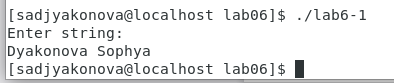 [sadjyakonova@localhost lab06]$ ./lab6-1
Enter string:
Dyakonova Sophya
[sadjyakonova@localhost lab06]$